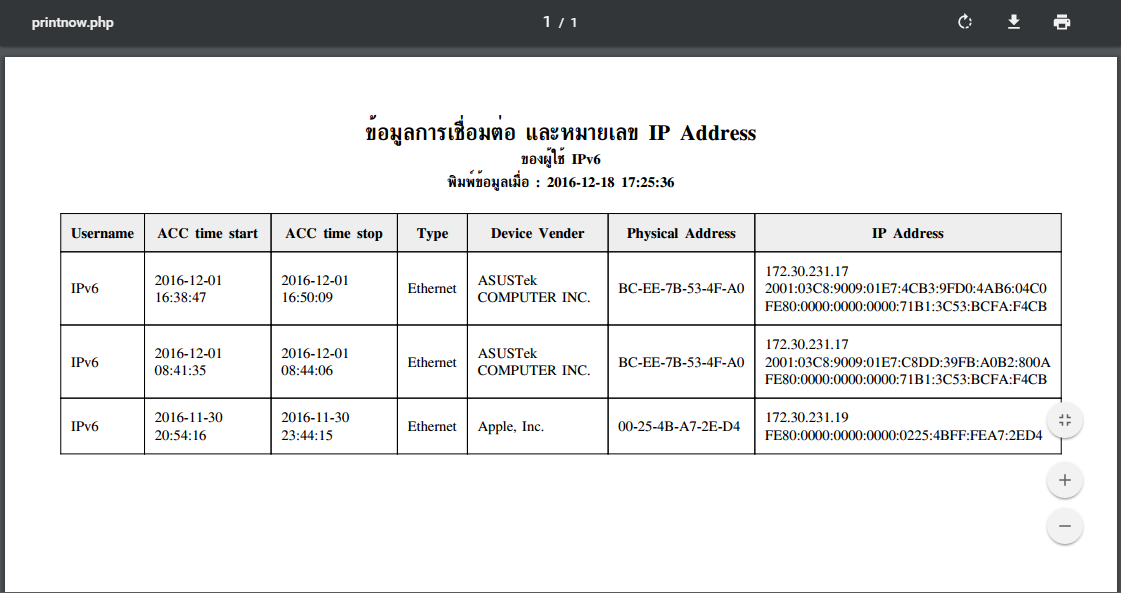 printnow.php
1 / 1
ข้อมูลการเชื่อมต่อ และหมายเลข IP Address
ของผู้ใช้ IPv6
พิมพ์ข้อมูลเมื่อ : 2016-12-18 17:25:36
Username ACC time start ACC time stop Type Device Vender Physical Address IP Address
IPv6
2016-12-01
16:38:47
2016-12-01
16:50:09
Ethernet
ASUSTek
COMPUTER INC.
BC-EE-7B-53-4F-A0
172.30.231.17
2001:03C8:9009:01E7:4CB3:9FD0:4AB6:04C0
FE80:0000:0000:0000:71B1:3C53:BCFA:F4CB
IPv6
2016-12-01
08:41:35
2016-12-01
08:44:06
Ethernet
ASUSTek
COMPUTER INC.
BC-EE-7B-53-4F-A0
172.30.231.17
2001:03C8:9009:01E7:C8DD:39FB:A0B2:800A
FE80:0000:0000:0000:71B1:3C53:BCFA:F4CB
IPv6
2016-11-30
20:54:16
2016-11-30
23:44:15
Ethernet
Apple, Inc.
00-25-4B-A7-2E-D4
172.30.231.19
FE80:0000:0000:0000:0225:4BFF:FEA7:2ED4